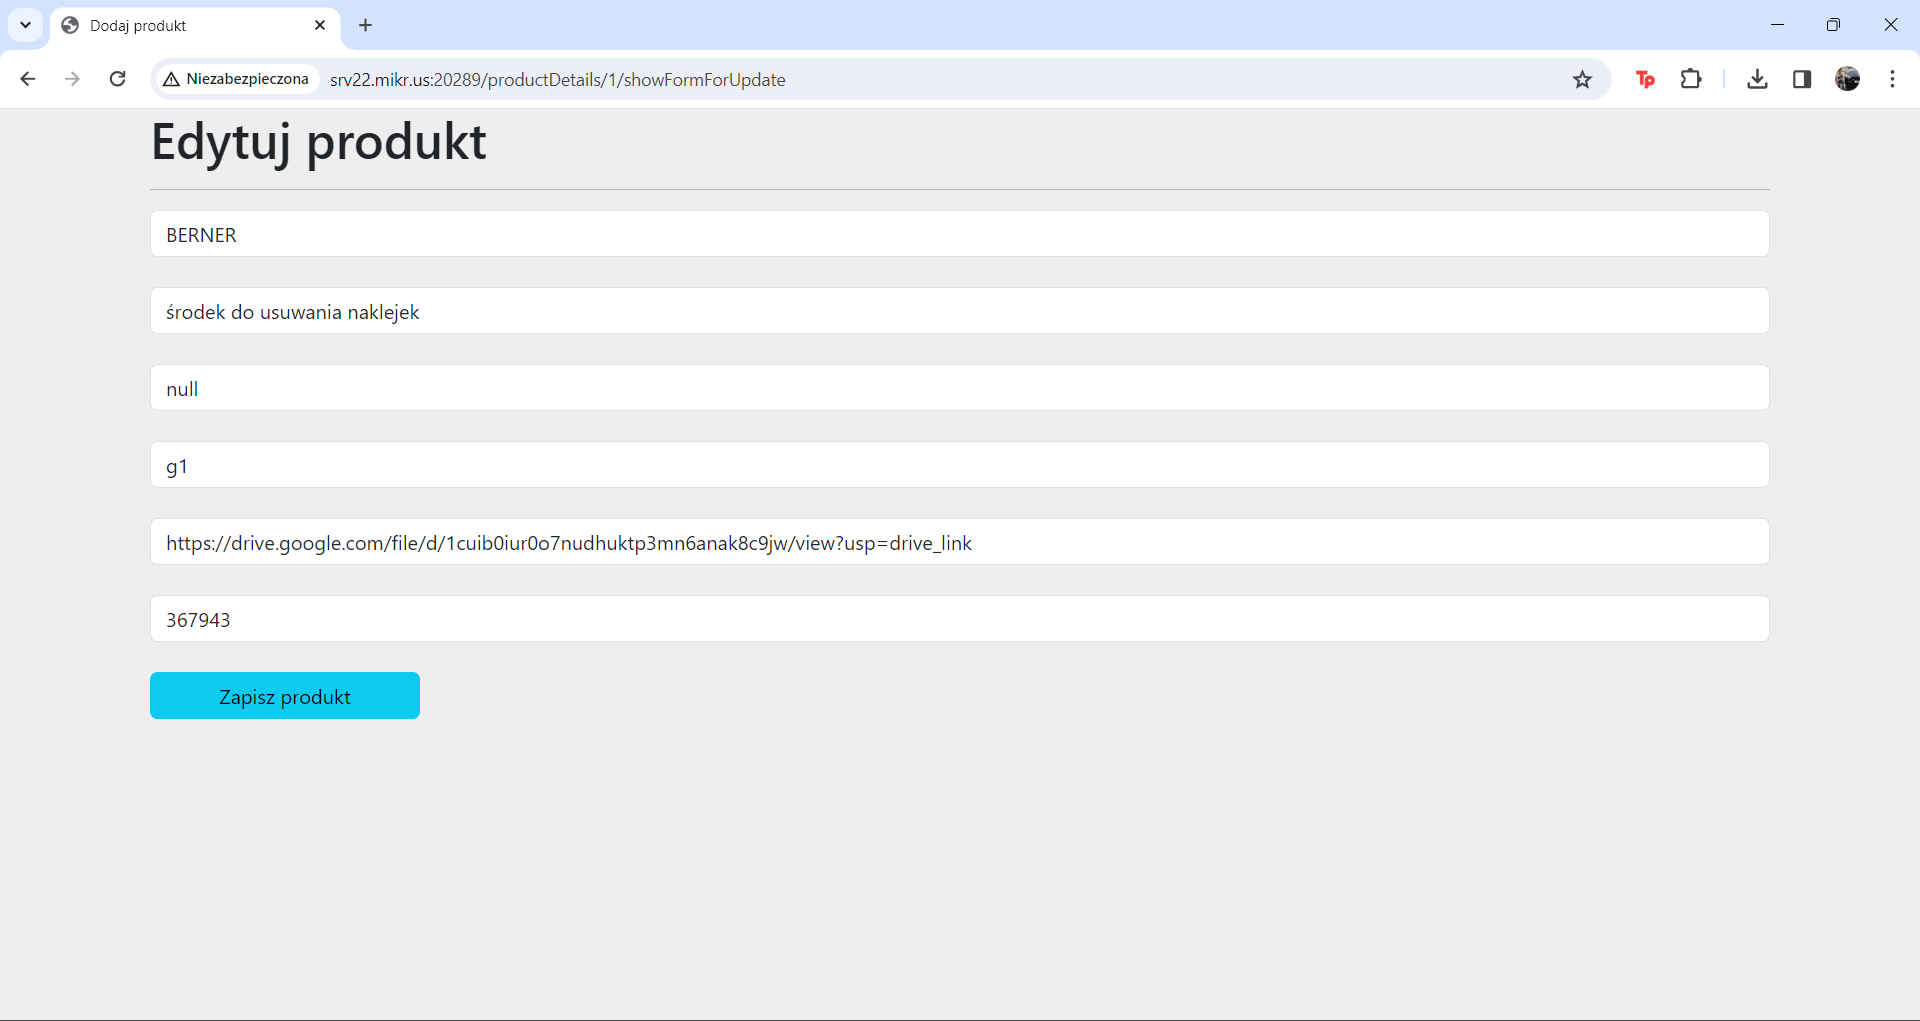 Dodaj produkt
Niezabezpieczona srv22.mikr.us:20289/productDetails/1/showFormForUpdate
Tp
Edytuj produkt
BERNER
środek do usuwania naklejek
null
g1
https://drive.google.com/file/d/1cuib0iur0o7nudhuktp3mn6anak8c9jw/view?usp=drive_link
367943
Zapisz produkt